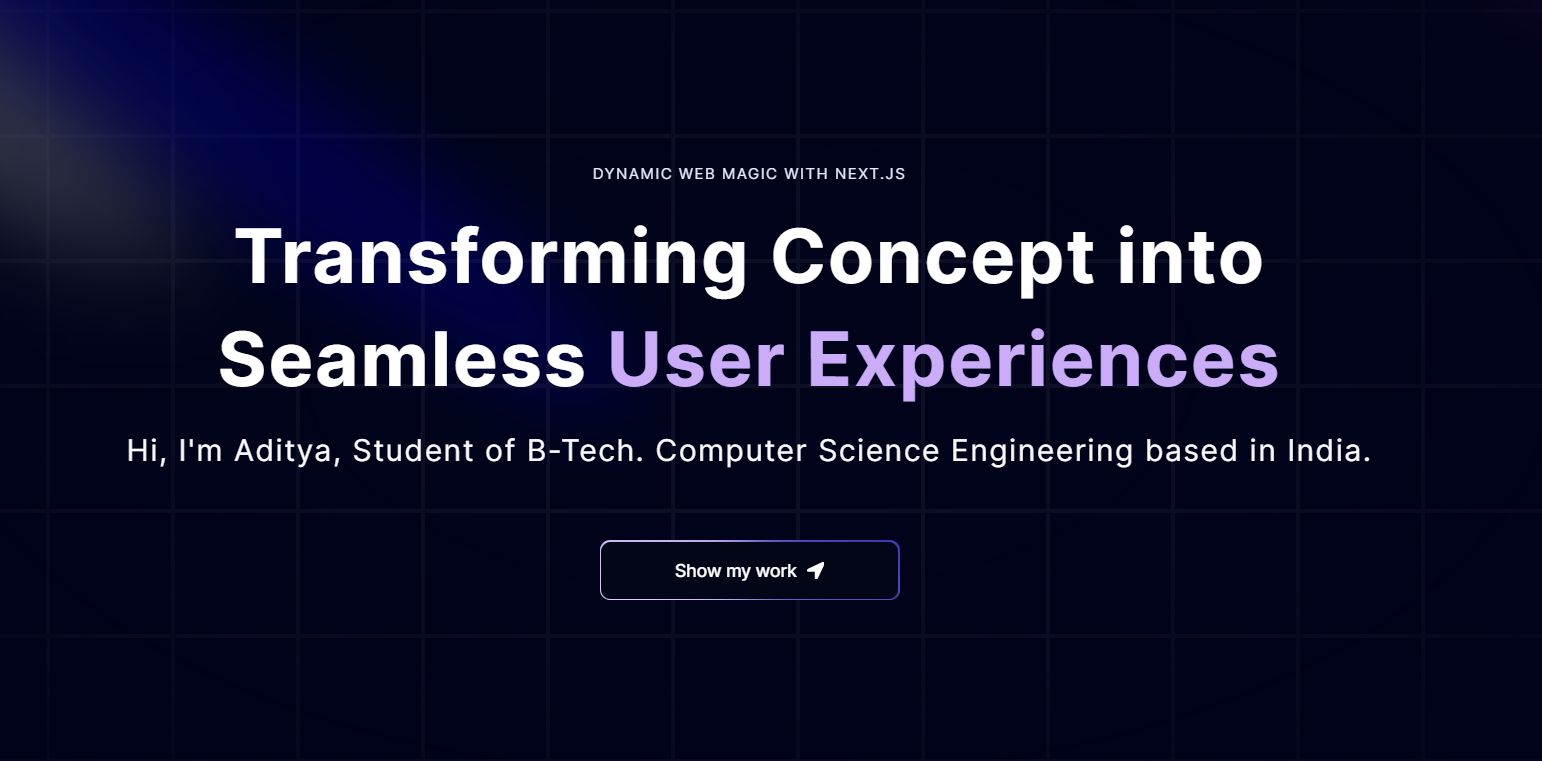 DYNAMIC WEB MAGIC WITH NEXT.JS
Transforming Concept into
Seamless User Experiences
Hi, I'm Aditya, Student of B-Tech. Computer Science Engineering based in India.
Show my work